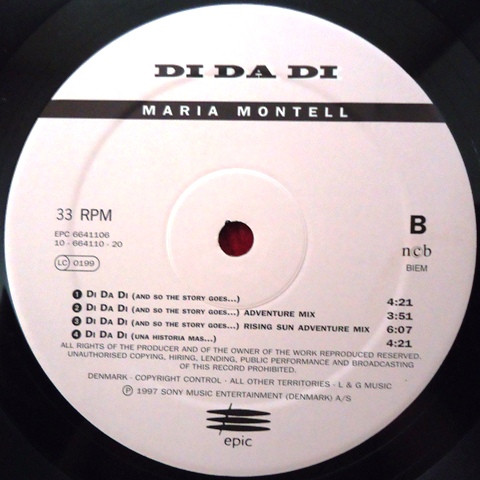 DI DA DI
MARIA MONTELL
33 RPM
B
EPC 6641106
10 - 664110 - 20
ncb
BIEM
LC 0199
1 DI DA DI (AND SO THE STORY GOES...) 4:21
2 DI DA DI (AND SO THE STORY GOES...) ADVENTURE MIX 3:51
3 DI DA DI (AND SO THE STORY GOES...) RISING SUN ADVENTURE MIX 6:07
4 DI DA DI (UNA HISTORIA MAS...) 4:21
ALL RIGHTS OF THE PRODUCER AND OF THE OWNER OF THE WORK REPRODUCED RESERVED.
UNAUTHORISED COPYING, HIRING, LENDING, PUBLIC PERFORMANCE AND BROADCASTING
OF THIS RECORD PROHIBITED.
DENMARK - COPYRIGHT CONTROL - ALL OTHER TERRITORIES - L & G MUSIC
℗ 1997 SONY MUSIC ENTERTAINMENT (DENMARK) A/S
epic